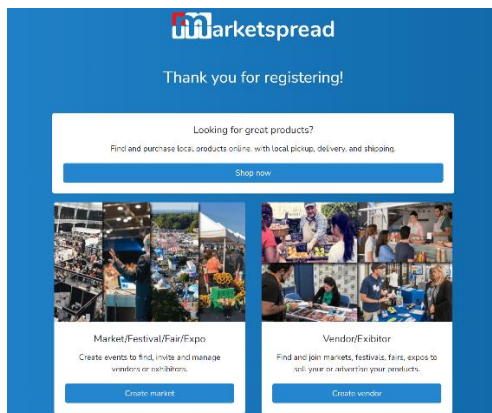 marketspread
Thank you for registering!
Looking for great products?
Find and purchase local products online, with local pickup, delivery, and shipping.
Shop now
Market/Festival/Fair/Expo
Create events to find, invite and manage
vendors or exhibitors.
Create market
Vendor/Exibitor
Find and join markets, festivals, fairs, expos to
sell your or advertise your products.
Create vendor